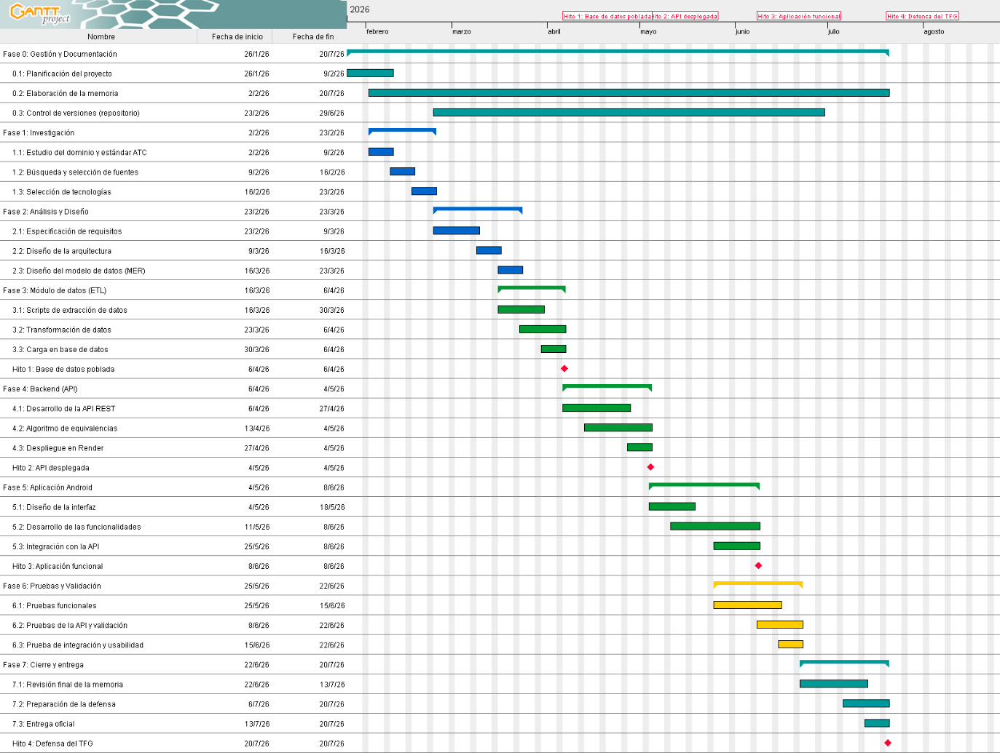 GANTT
project
2026
Hito 1: Base de datos poblada
Hito 2: API desplegada
Hito 3: Aplicación funcional
Hito 4: Defensa del TFG
Nombre Fecha de inicio Fecha de fin febrero marzo abril mayo junio julio agosto
Fase 0: Gestión y Documentación 26/1/26 20/7/26
0.1: Planificación del proyecto 26/1/26 9/2/26
0.2: Elaboración de la memoria 2/2/26 20/7/26
0.3: Control de versiones (repositorio) 23/2/26 29/6/26
Fase 1: Investigación 2/2/26 23/2/26
1.1: Estudio del dominio y estándar ATC 2/2/26 9/2/26
1.2: Búsqueda y selección de fuentes 9/2/26 16/2/26
1.3: Selección de tecnologías 16/2/26 23/2/26
Fase 2: Análisis y Diseño 23/2/26 23/3/26
2.1: Especificación de requisitos 23/2/26 9/3/26
2.2: Diseño de la arquitectura 9/3/26 16/3/26
2.3: Diseño del modelo de datos (MER) 16/3/26 23/3/26
Fase 3: Módulo de datos (ETL) 16/3/26 6/4/26
3.1: Scripts de extracción de datos 16/3/26 30/3/26
3.2: Transformación de datos 23/3/26 6/4/26
3.3: Carga en base de datos 30/3/26 6/4/26
Hito 1: Base de datos poblada 6/4/26 6/4/26
Fase 4: Backend (API) 6/4/26 4/5/26
4.1: Desarrollo de la API REST 6/4/26 27/4/26
4.2: Algoritmo de equivalencias 13/4/26 4/5/26
4.3: Despliegue en Render 27/4/26 4/5/26
Hito 2: API desplegada 4/5/26 4/5/26
Fase 5: Aplicación Android 4/5/26 8/6/26
5.1: Diseño de la interfaz 4/5/26 18/5/26
5.2: Desarrollo de las funcionalidades 11/5/26 8/6/26
5.3: Integración con la API 25/5/26 8/6/26
Hito 3: Aplicación funcional 8/6/26 8/6/26
Fase 6: Pruebas y Validación 25/5/26 22/6/26
6.1: Pruebas funcionales 25/5/26 15/6/26
6.2: Pruebas de la API y validación 8/6/26 22/6/26
6.3: Prueba de integración y usabilidad 15/6/26 22/6/26
Fase 7: Cierre y entrega 22/6/26 20/7/26
7.1: Revisión final de la memoria 22/6/26 13/7/26
7.2: Preparación de la defensa 6/7/26 20/7/26
7.3: Entrega oficial 13/7/26 20/7/26
Hito 4: Defensa del TFG 20/7/26 20/7/26